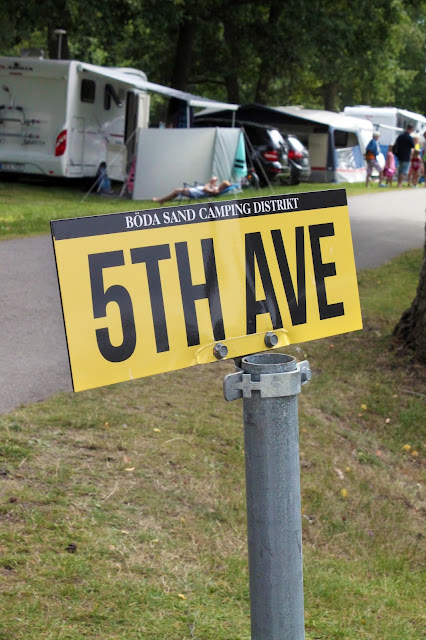 BÖDA SAND CAMPING DISTRIKT
5TH AVE